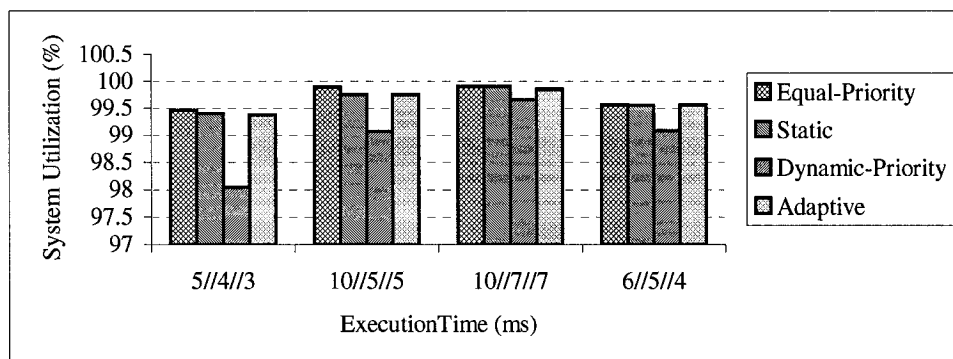 System Utilization (%)
100.5
100
99.5
99
98.5
98
97.5
97
5//4//3
10//5//5
10//7//7
6//5//4
ExecutionTime (ms)
Equal-Priority
Static
Dynamic-Priority
Adaptive